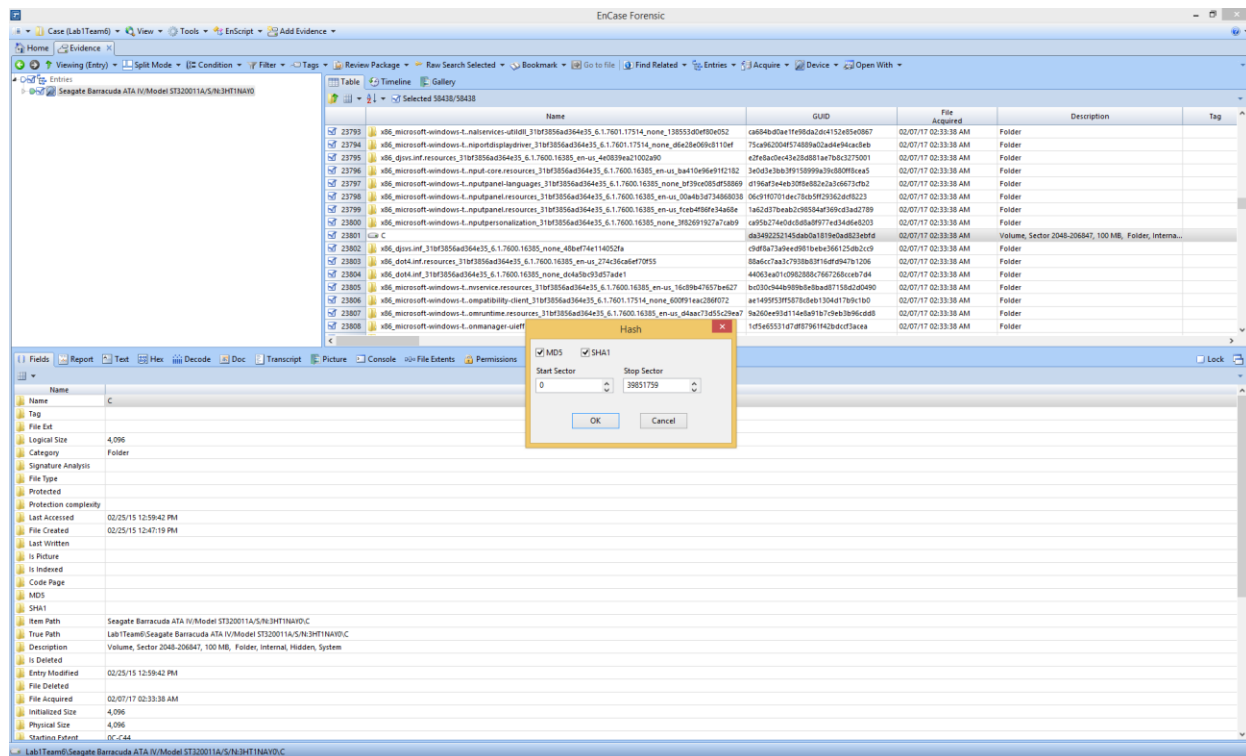 EnCase Forensic
Case (Lab1Team6) View Tools EnScript Add Evidence
Home Evidence
Viewing (Entry) Split Mode Condition Filter Tags Review Package Raw Search Selected Bookmark Go to file Find Related Entries Acquire Device Open With
Entries
Seagate Barracuda ATA IV/Model ST320011A/S/N:3HT1NAY0
Table Timeline Gallery
Selected 58438/58438
Name GUID File Acquired Description Tag
23793 x86_microsoft-windows-t..nalservices-utildll_31bf3856ad364e35_6.1.7601.17514_none_138553d0ef80e052 ca684bd0ae1fe98da2dc4152e85e0867 02/07/17 02:33:38 AM Folder
23794 x86_microsoft-windows-t..niportdisplaydriver_31bf3856ad364e35_6.1.7601.17514_none_d6e28e069c8110ef 75ca962004f574889a02ad4e94cac8eb 02/07/17 02:33:38 AM Folder
23795 x86_djsvs.inf.resources_31bf3856ad364e35_6.1.7600.16385_en-us_4e0839ea21002a90 e2fe8ac0ec43e28d881ae7b8c3275001 02/07/17 02:33:38 AM Folder
23796 x86_microsoft-windows-t..nput-core.resources_31bf3856ad364e35_6.1.7600.16385_en-us_ba410e96e91f2182 3e0d3e3bb3f9158999a39c880ff8cea5 02/07/17 02:33:38 AM Folder
23797 x86_microsoft-windows-t..nputpanel-languages_31bf3856ad364e35_6.1.7600.16385_none_bf39ce085df58869 d196af3e4eb30f8e882e2a3c6673cfb2 02/07/17 02:33:38 AM Folder
23798 x86_microsoft-windows-t..nputpanel.resources_31bf3856ad364e35_6.1.7600.16385_en-us_00a4b3d734868038 06c91f0701dec78cb5ff29362dcf8223 02/07/17 02:33:38 AM Folder
23799 x86_microsoft-windows-t..nputpanel.resources_31bf3856ad364e35_6.1.7600.16385_en-us_fceb4f86fe34a68e 1a62d37beab2c98584af369cd3ad2789 02/07/17 02:33:38 AM Folder
23800 x86_microsoft-windows-t..nputpersonalization_31bf3856ad364e35_6.1.7600.16385_none_3f82691927a7cab9 ca95b274e0dc8d8a8f977ed34d6e8203 02/07/17 02:33:38 AM Folder
23801 C da3492252145dab0a1819e0ad823ebfd 02/07/17 02:33:38 AM Volume, Sector 2048-206847, 100 MB, Folder, Interna...
23802 x86_djsvs.inf_31bf3856ad364e35_6.1.7600.16385_none_48bef74e114052fa c9df8a73a9eed981bebe366125db2cc9 02/07/17 02:33:38 AM Folder
23803 x86_dot4.inf.resources_31bf3856ad364e35_6.1.7600.16385_en-us_274c36ca6ef70f55 88a6cc7aa3c7938b83f16dfd947b1206 02/07/17 02:33:38 AM Folder
23804 x86_dot4.inf_31bf3856ad364e35_6.1.7600.16385_none_dc4a5bc93d57ade1 44063ea01c0982888c7667268cceb7d4 02/07/17 02:33:38 AM Folder
23805 x86_microsoft-windows-t..nvservice.resources_31bf3856ad364e35_6.1.7600.16385_en-us_16c89b47657be627 bc030c944b989b8e8bad87158d2d0490 02/07/17 02:33:38 AM Folder
23806 x86_microsoft-windows-t..ompatibility-client_31bf3856ad364e35_6.1.7601.17514_none_600f91eac286f072 ae1495f53ff5878c8eb1304d17b9c1b0 02/07/17 02:33:38 AM Folder
23807 x86_microsoft-windows-t..omruntime.resources_31bf3856ad364e35_6.1.7600.16385_en-us_d4aac73d55c29ea7 9a260ee93d114e8a91b7c9eb3b96cdd8 02/07/17 02:33:38 AM Folder
23808 x86_microsoft-windows-t..onmanager-uieff 1cf5e65531d7df87961f42bdccf3acea 02/07/17 02:33:38 AM Folder
Hash
MD5 SHA1
Start Sector Stop Sector
0 39851759
OK Cancel
Fields Report Text Hex Decode Doc Transcript Picture Console File Extents Permissions Lock
Name
Name C
Tag
File Ext
Logical Size 4,096
Category Folder
Signature Analysis
File Type
Protected
Protection complexity
Last Accessed 02/25/15 12:59:42 PM
File Created 02/25/15 12:47:19 PM
Last Written
Is Picture
Is Indexed
Code Page
MD5
SHA1
Item Path Seagate Barracuda ATA IV/Model ST320011A/S/N:3HT1NAY0\C
True Path Lab1Team6\Seagate Barracuda ATA IV/Model ST320011A/S/N:3HT1NAY0\C
Description Volume, Sector 2048-206847, 100 MB, Folder, Internal, Hidden, System
Is Deleted
Entry Modified 02/25/15 12:59:42 PM
File Deleted
File Acquired 02/07/17 02:33:38 AM
Initialized Size 4,096
Physical Size 4,096
Starting Extent 0C-C44
Lab1Team6\Seagate Barracuda ATA IV/Model ST320011A/S/N:3HT1NAY0\C